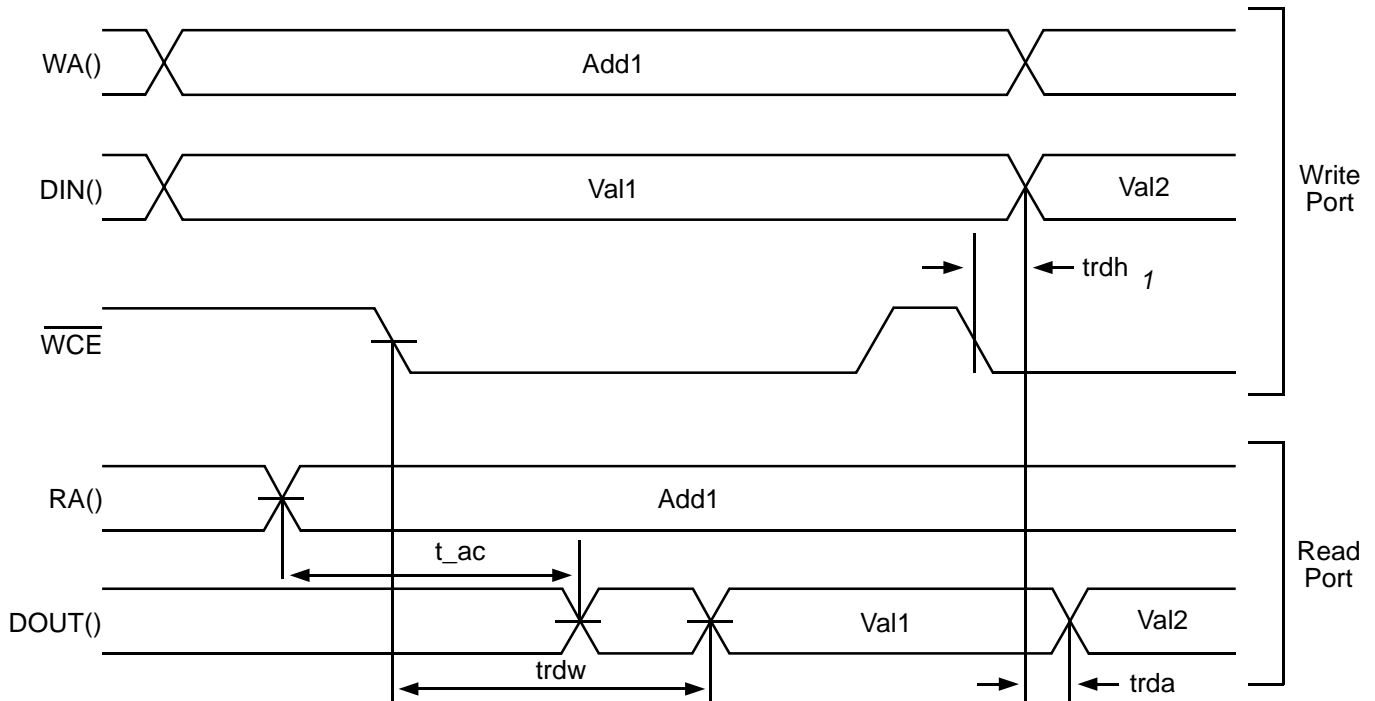 WA()
Add1
DIN()
Val1
Val2
Write
Port
trdh 1
WCE
RA()
Add1
t_ac
Read
Port
DOUT()
Val1
Val2
trdw
trda